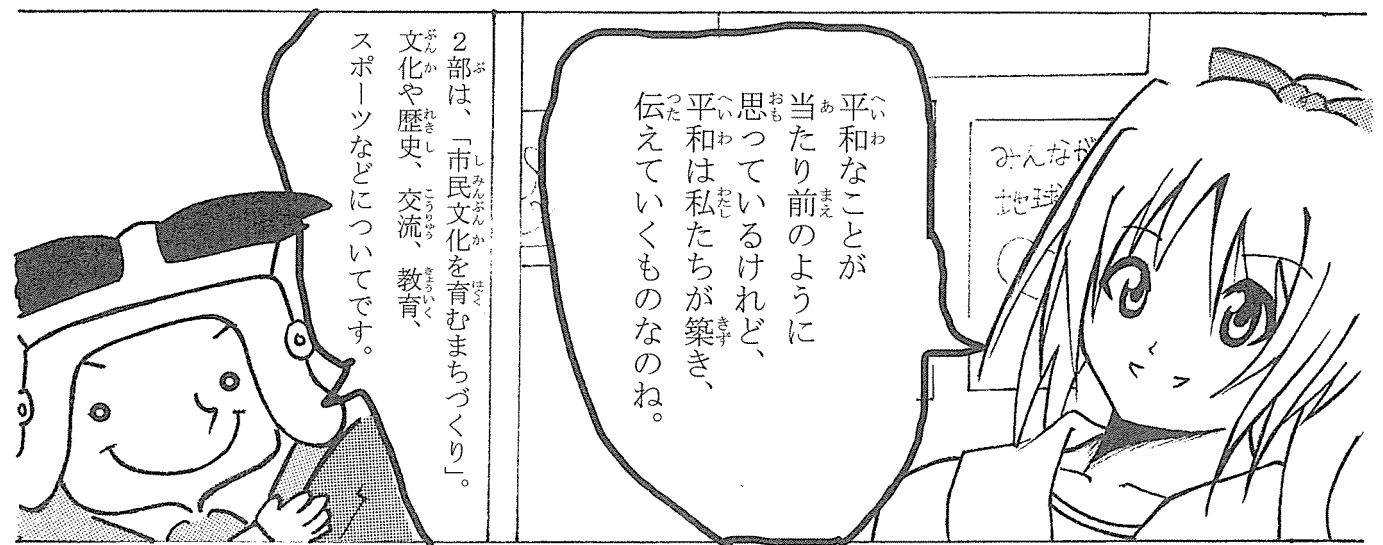 平和なことが
当たり前のように
思っているけれど、
平和は私たちが築き、
伝えていくものなのね。
みんなが
地球
2部は、「市民文化を育むまちづくり」。
文化や歴史、交流、教育、
スポーツなどについてです。